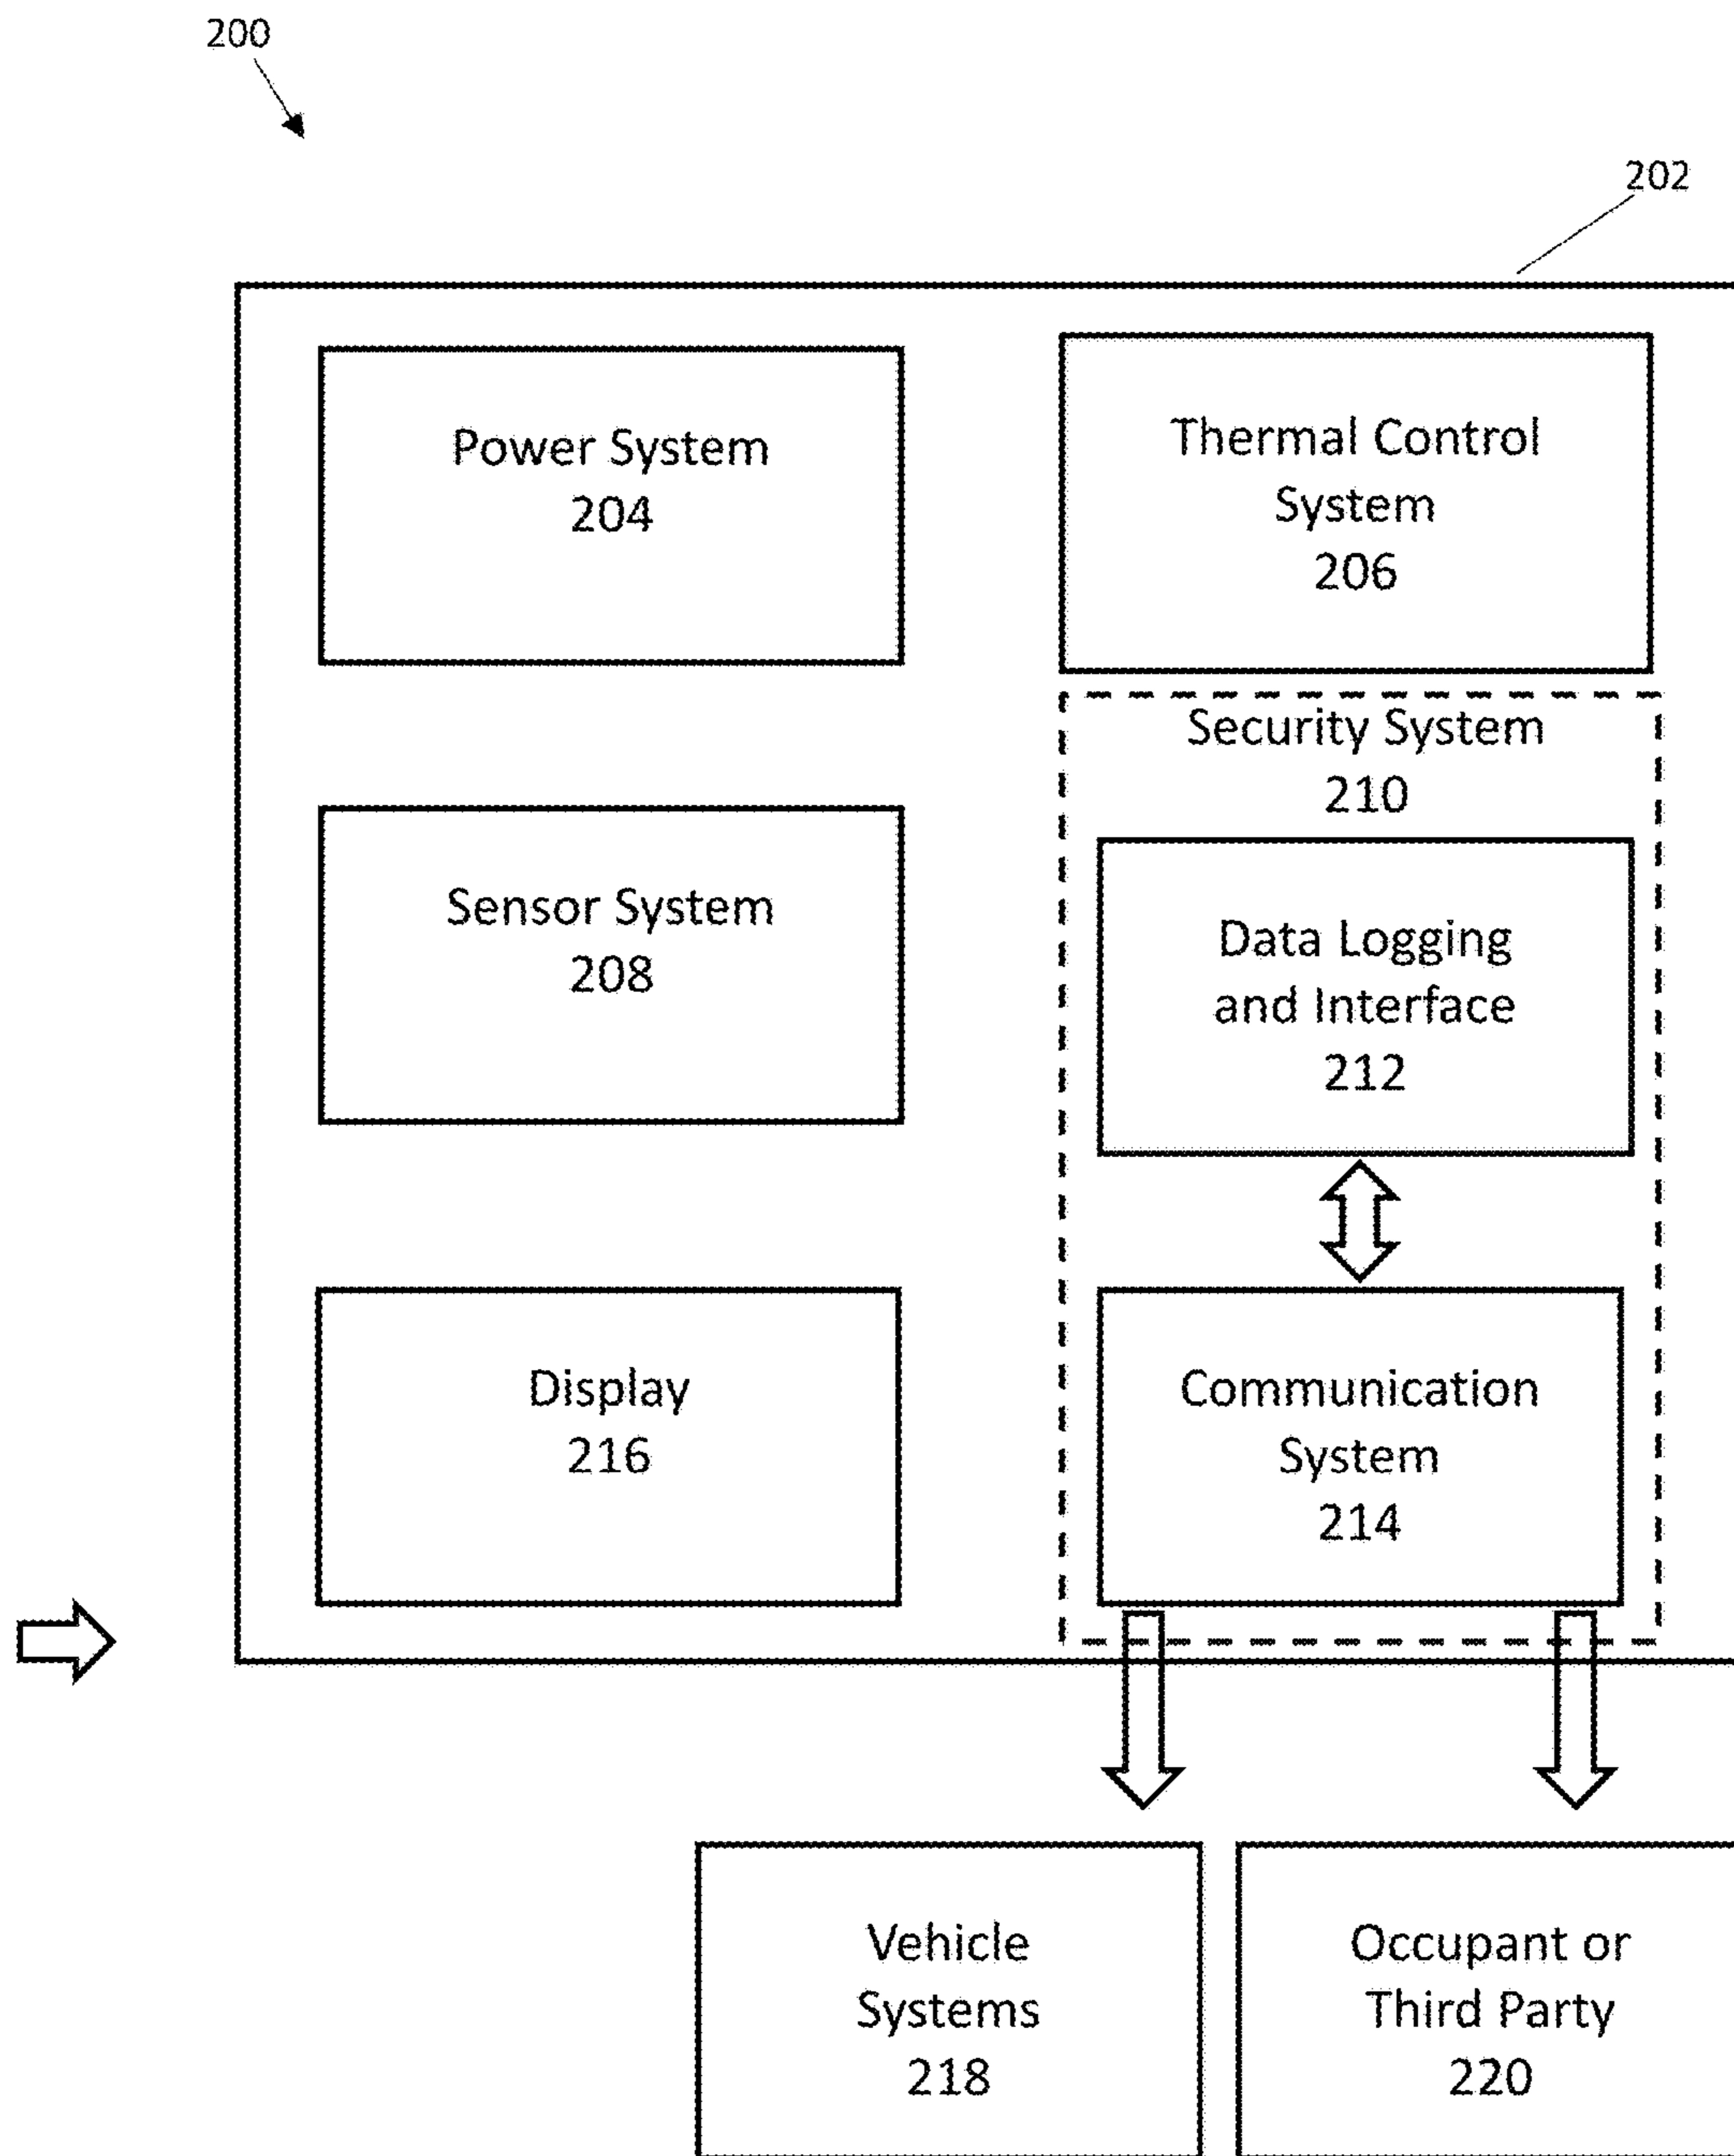 200
202
Power System
204
Thermal Control
System
206
Security System
210
Sensor System
208
Data Logging
and Interface
212
Display
216
Communication
System
214
Vehicle
Systems
218
Occupant or
Third Party
220